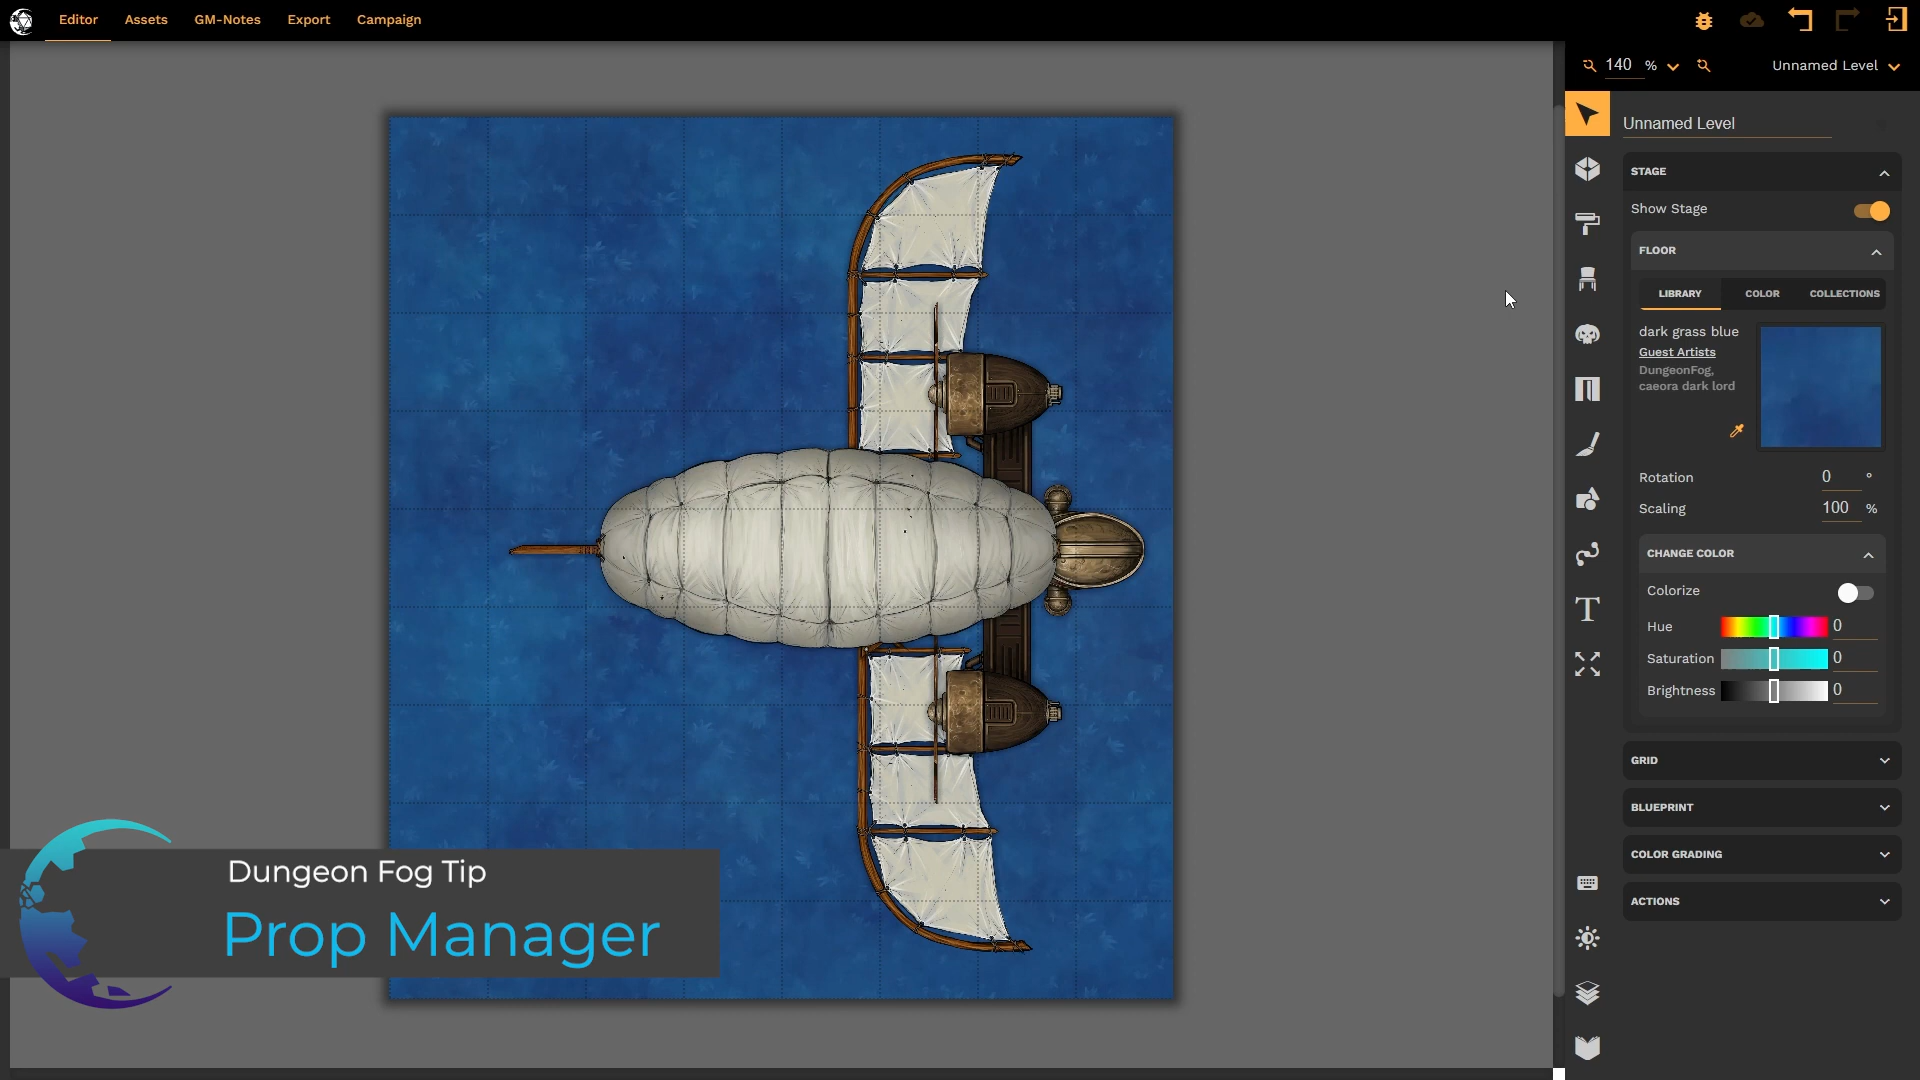 Editor Assets GM-Notes Export Campaign
140 % Unnamed Level
Unnamed Level
STAGE
Show Stage
FLOOR
LIBRARY COLOR COLLECTIONS
dark grass blue
Guest Artists
DungeonFog,
caeora dark lord
Rotation 0 °
Scaling 100 %
CHANGE COLOR
Colorize
Hue 0
Saturation 0
Brightness 0
GRID
BLUEPRINT
COLOR GRADING
ACTIONS
T
Dungeon Fog Tip
Prop Manager